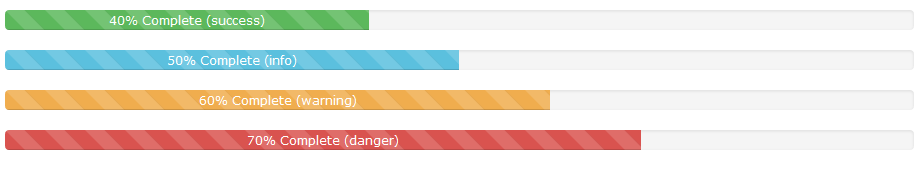 40% Complete (success)
50% Complete (info)
60% Complete (warning)
70% Complete (danger)